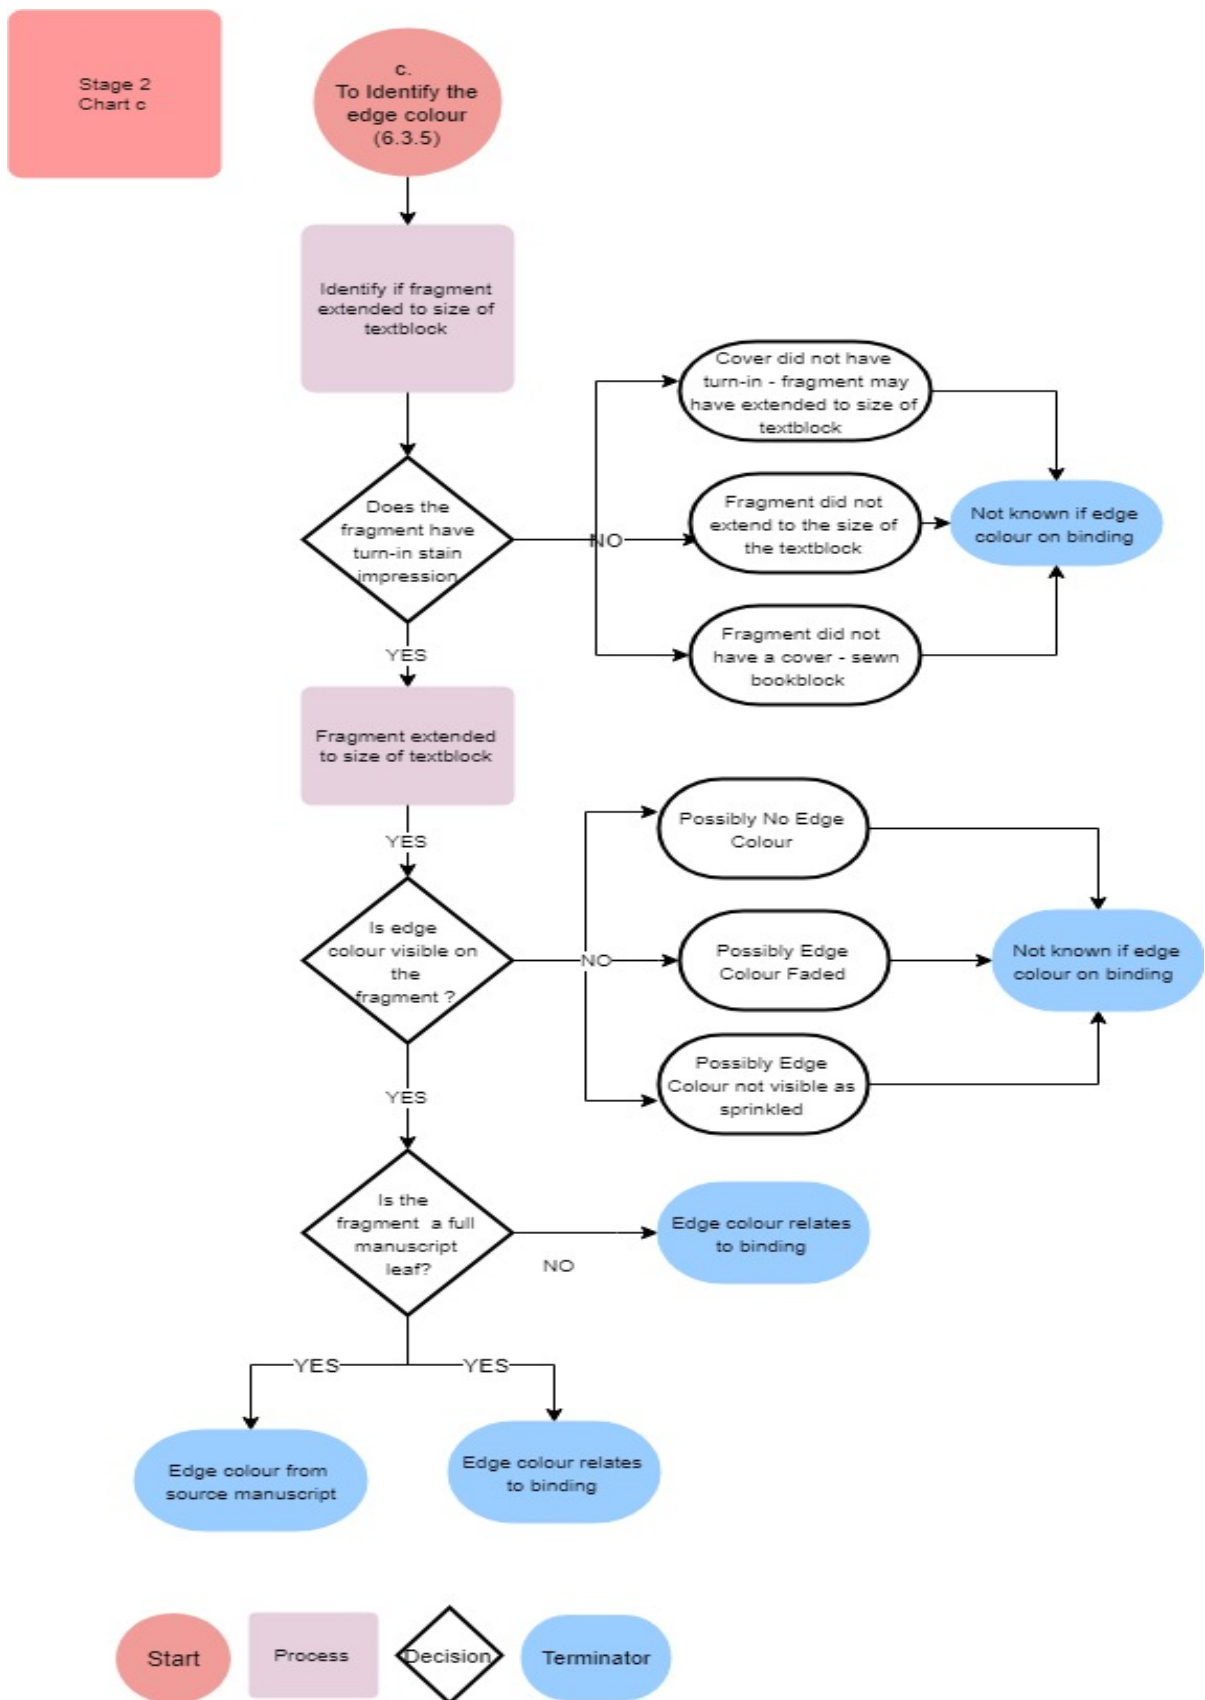 Stage 2
Chart c
c.
To Identify the
edge colour
(6.3.5)
Identify if fragment
extended to size of
textblock
Does the
fragment have
turn-in stain
impression
NO
Cover did not have
turn-in - fragment may
have extended to size of
textblock
Fragment did not
extend to the size of
the textblock
Fragment did not
have a cover - sewn
bookblock
Not known if edge
colour on binding
YES
Fragment extended
to size of textblock
YES
Is edge
colour visible on
the
fragment ?
NO
Possibly No Edge
Colour
Possibly Edge
Colour Faded
Possibly Edge
Colour not visible as
sprinkled
Not known if edge
colour on binding
YES
Is the
fragment a full
manuscript
leaf?
NO
Edge colour relates
to binding
YES
YES
Edge colour from
source manuscript
Edge colour relates
to binding
Start
Process
Decision
Terminator